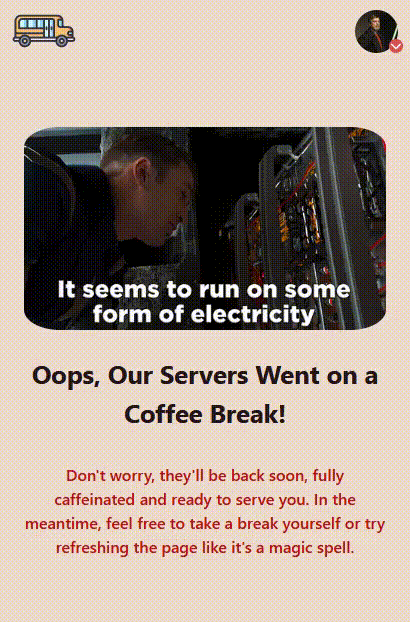 It seems to run on some
form of electricity
Oops, Our Servers Went on a
Coffee Break!
Don't worry, they'll be back soon, fully
caffeinated and ready to serve you. In the
meantime, feel free to take a break yourself or try
refreshing the page like it's a magic spell.